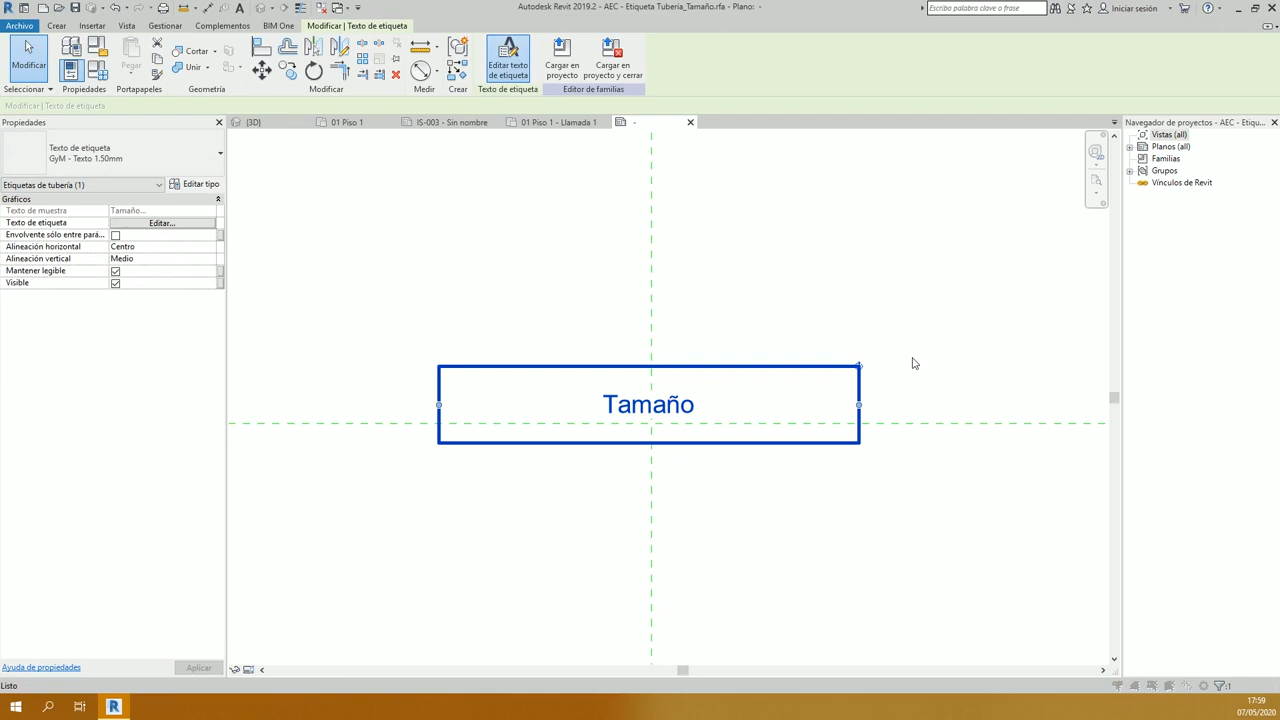 Autodesk Revit 2019.2 - AEC - Etiqueta Tuberia_Tamaño.rfa - Plano: -
Escriba palabra clave o frase
Iniciar sesión
Archivo
Crear
Insertar
Vista
Gestionar
Complementos
BIM One
Modificar | Texto de etiqueta
Modificar
Pegar
Cortar
Unir
Editar texto
de etiqueta
Cargar en
proyecto
Cargar en
proyecto y cerrar
Seleccionar
Propiedades
Portapapeles
Geometría
Modificar
Medir
Crear
Texto de etiqueta
Editor de familias
Modificar | Texto de etiqueta
Propiedades
[3D]
01 Piso 1
IS-003 - Sin nombre
01 Piso 1 - Llamada 1
-
Navegador de proyectos - AEC - Etiqu...
Texto de etiqueta
GyM - Texto 1.50mm
Etiquetas de tubería (1)
Editar tipo
Gráficos
Texto de muestra
Tamaño...
Texto de etiqueta
Editar...
Envolvente sólo entre pará...
Alineación horizontal
Centro
Alineación vertical
Medio
Mantener legible
Visible
Vistas (all)
Planos (all)
Familias
Grupos
Vínculos de Revit
Tamaño
Ayuda de propiedades
Aplicar
Listo
:1
17:59
07/05/2020